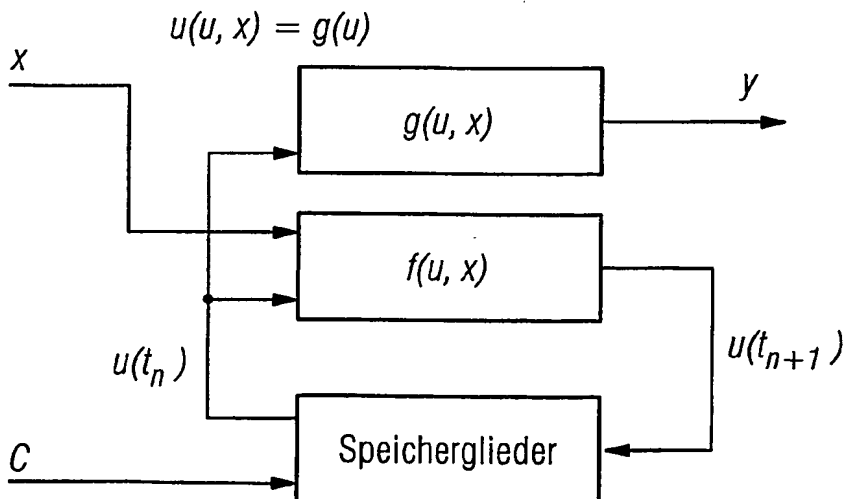 u(u, x) = g(u)
x
y
g(u, x)
f(u, x)
u(tₙ)
u(tₙ₊₁)
Speicherglieder
C